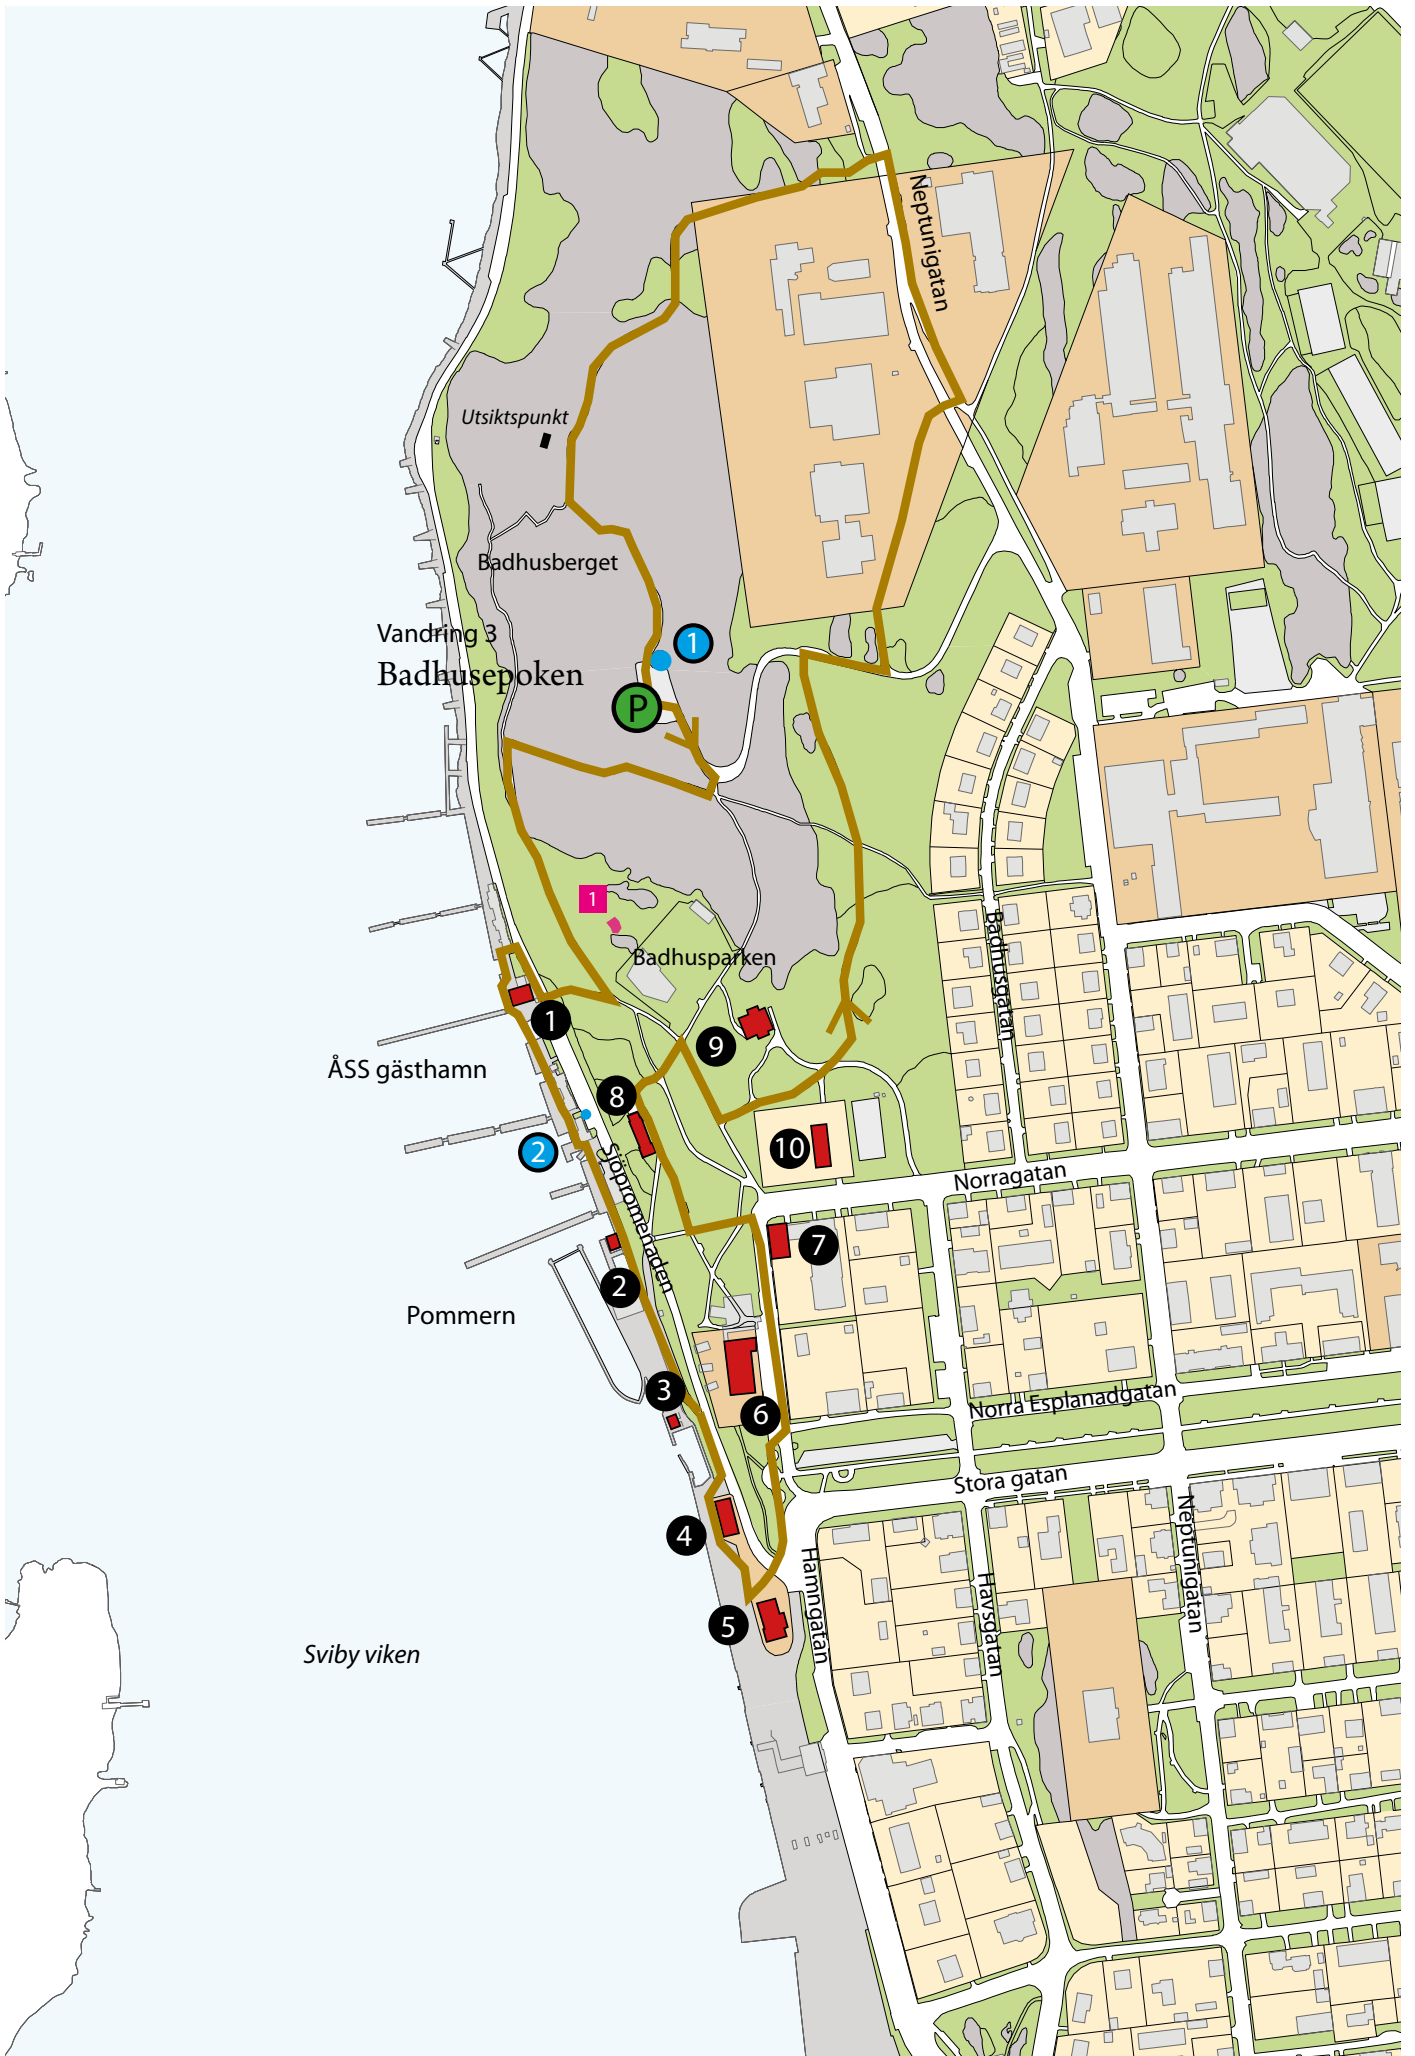 Neptunigatan
Utsiktspunkt
Badhusberget
Vandring 3
Badhusepoken
1
P
1
Badhusparken
Badhusgatan
1
9
ÅSS gästhamn
8
2
10
Sjöpromenaden
Norragatan
7
2
Pommern
3
6
Norra Esplanadgatan
Stora gatan
4
Neptunigatan
Hamngatan
Havsgatan
5
Sviby viken